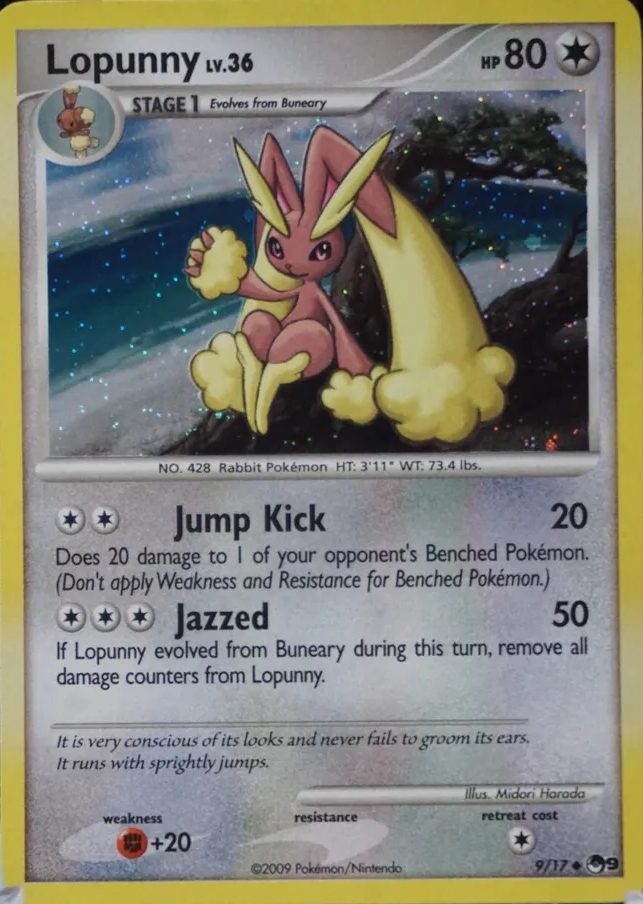 Lopunny LV.36
HP 80
STAGE 1 Evolves from Buneary
NO. 428 Rabbit Pokémon HT: 3'11" WT: 73.4 lbs.
Jump Kick 20
Does 20 damage to 1 of your opponent's Benched Pokémon.
(Don't apply Weakness and Resistance for Benched Pokémon.)
Jazzed 50
If Lopunny evolved from Buneary during this turn, remove all
damage counters from Lopunny.
It is very conscious of its looks and never fails to groom its ears.
It runs with sprightly jumps.
Illus. Midori Harada
weakness resistance retreat cost
+20
©2009 Pokémon/Nintendo 9/17 9